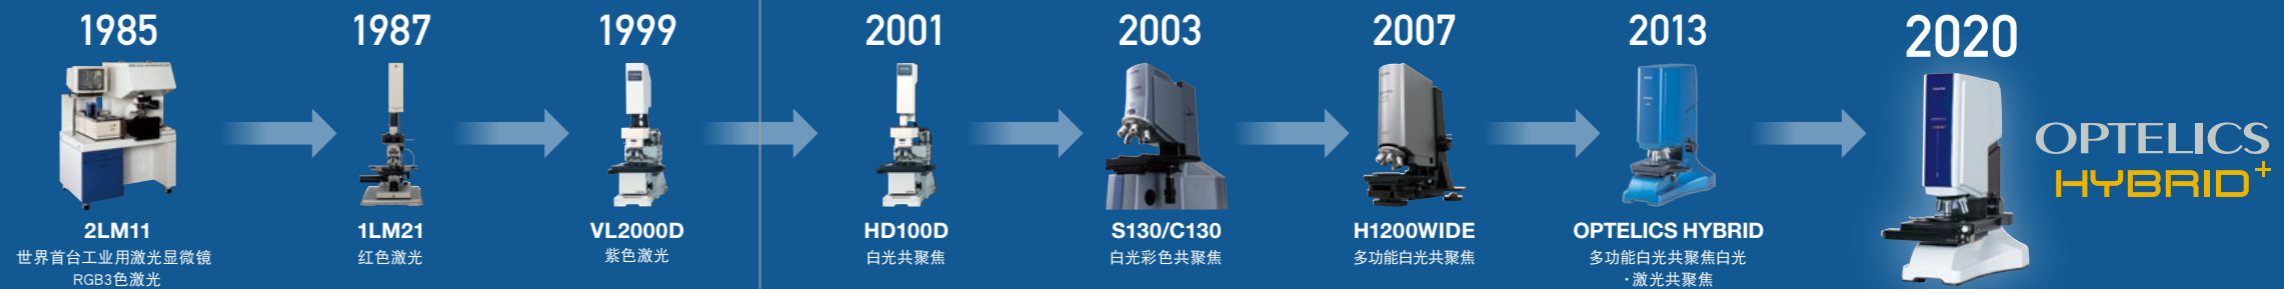 1985
2LM11
世界首台工业用激光显微镜
RGB3色激光
1987
1LM21
红色激光
1999
VL2000D
紫色激光
2001
HD100D
白光共聚焦
2003
S130/C130
白光彩色共聚焦
2007
H1200WIDE
多功能白光共聚焦
2013
OPTELICS HYBRID
多功能白光共聚焦白光
·激光共聚焦
2020
OPTELICS
HYBRID+